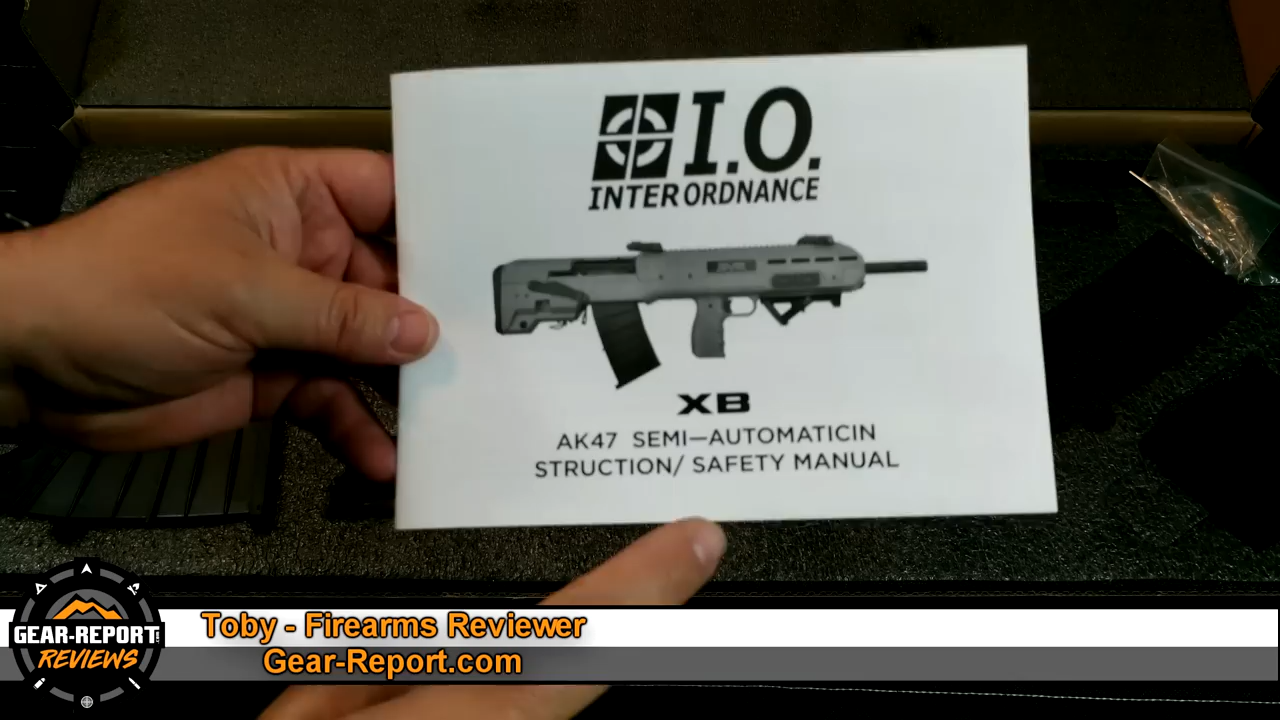 I.O.
INTER ORDNANCE
XB
AK47 SEMI-AUTOMATICIN
STRUCTION/ SAFETY MANUAL
Toby - Firearms Reviewer
Gear-Report.com
GEAR-REPORT
REVIEWS